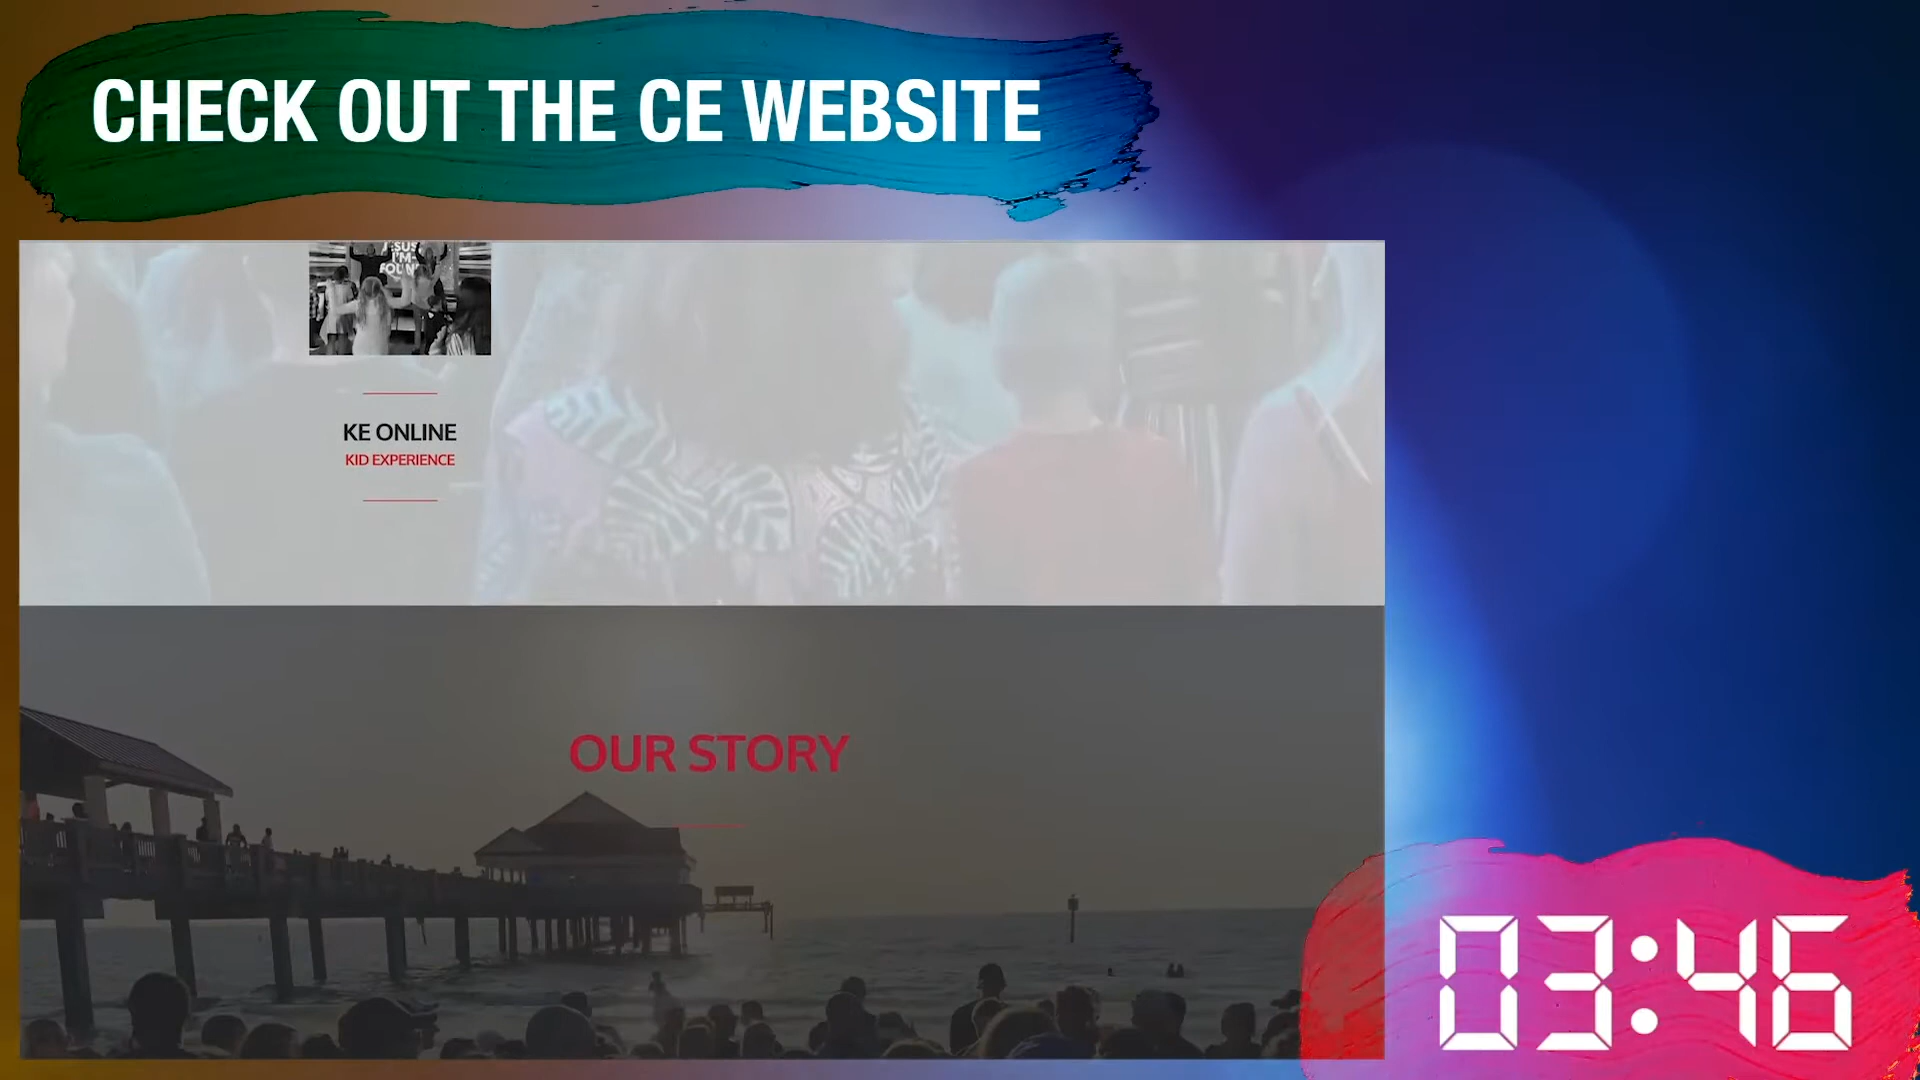 CHECK OUT THE CE WEBSITE
I'M
KE ONLINE
KID EXPERIENCE
OUR STORY
03:46